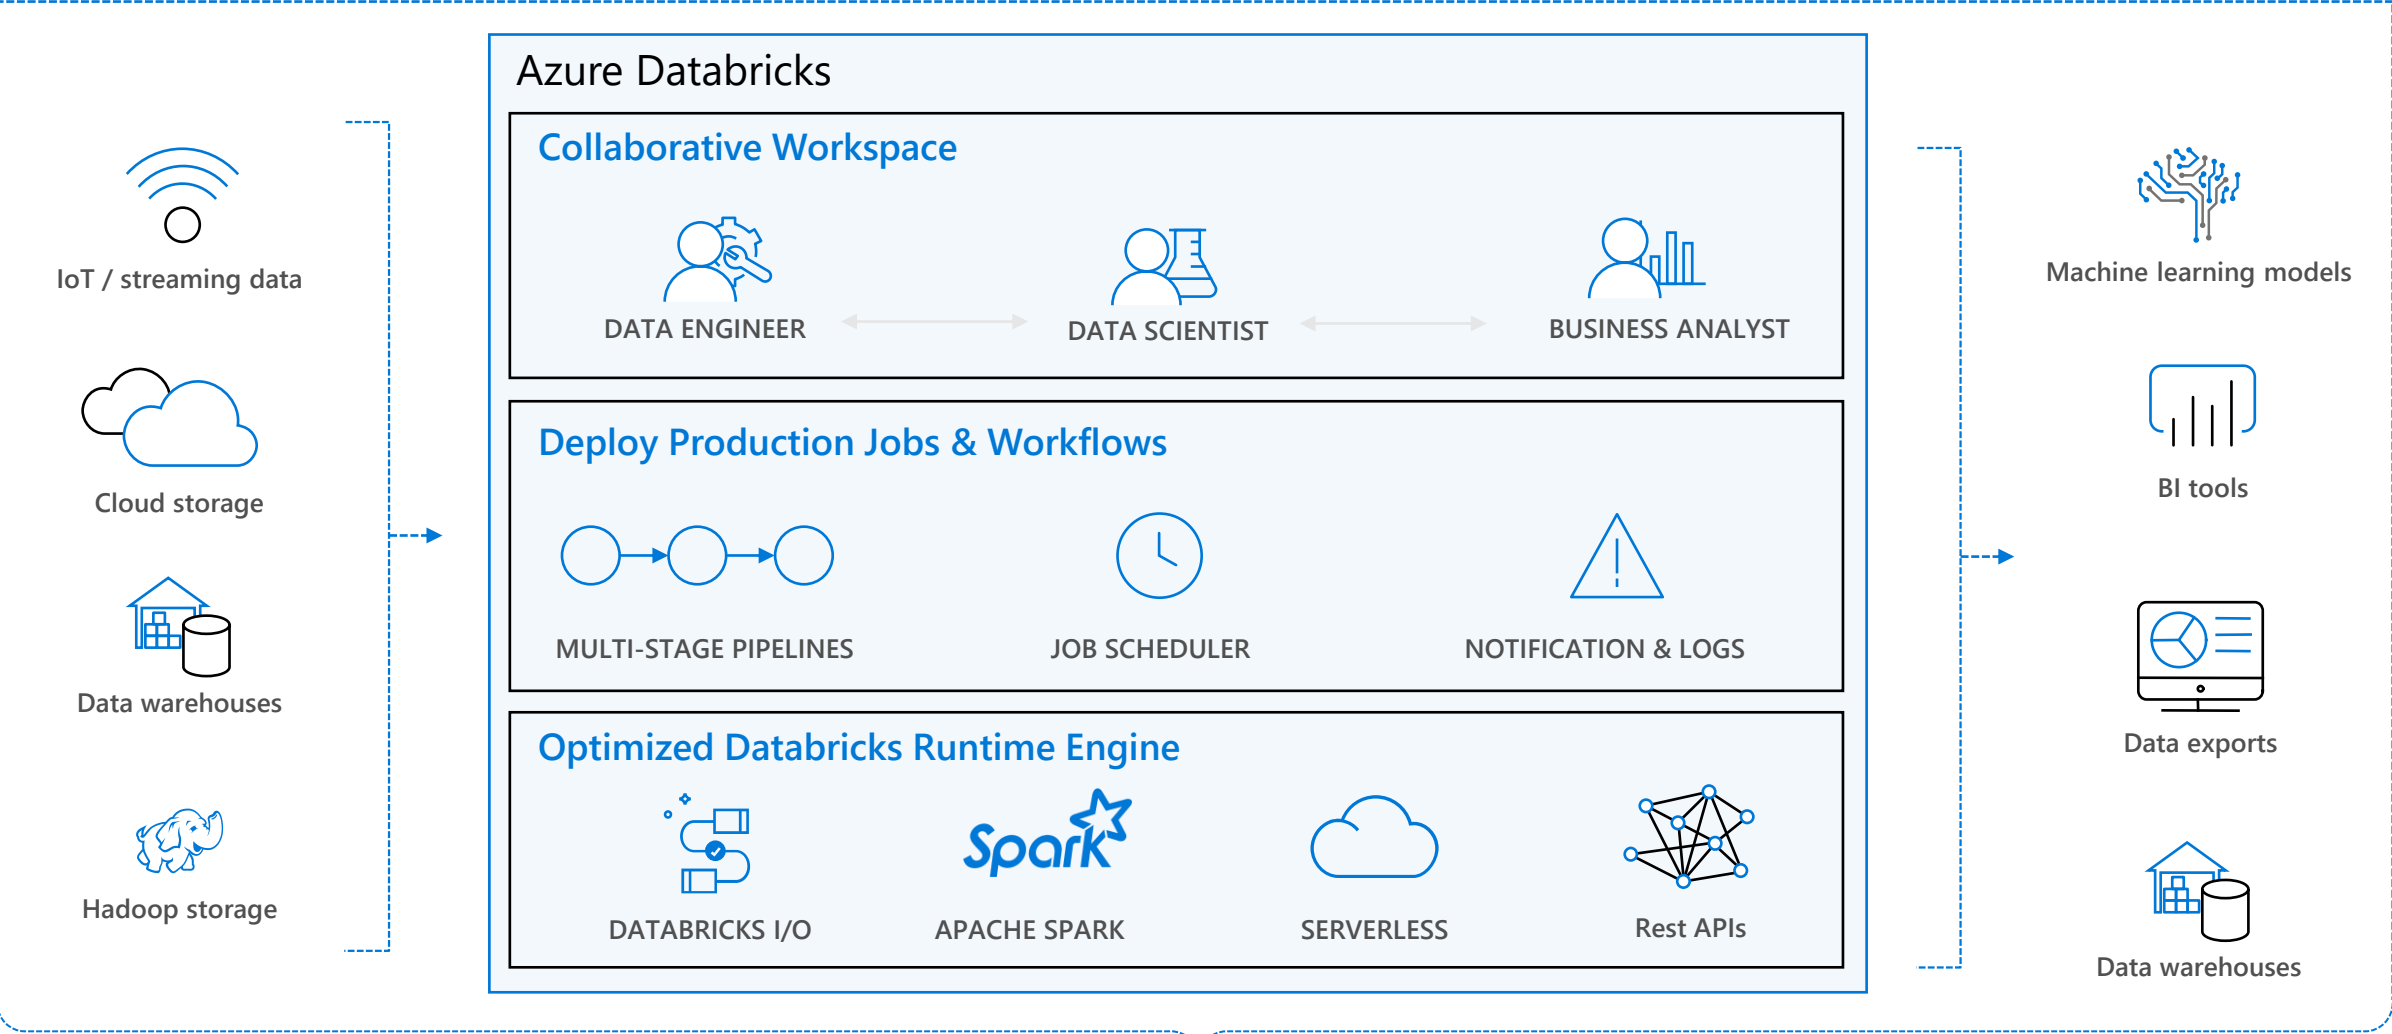 Azure Databricks
IoT / streaming data
Cloud storage
Data warehouses
Hadoop storage
Collaborative Workspace
DATA ENGINEER
DATA SCIENTIST
BUSINESS ANALYST
Deploy Production Jobs & Workflows
MULTI-STAGE PIPELINES
JOB SCHEDULER
NOTIFICATION & LOGS
Optimized Databricks Runtime Engine
DATABRICKS I/O
Spark
APACHE SPARK
SERVERLESS
Rest APIs
Machine learning models
BI tools
Data exports
Data warehouses